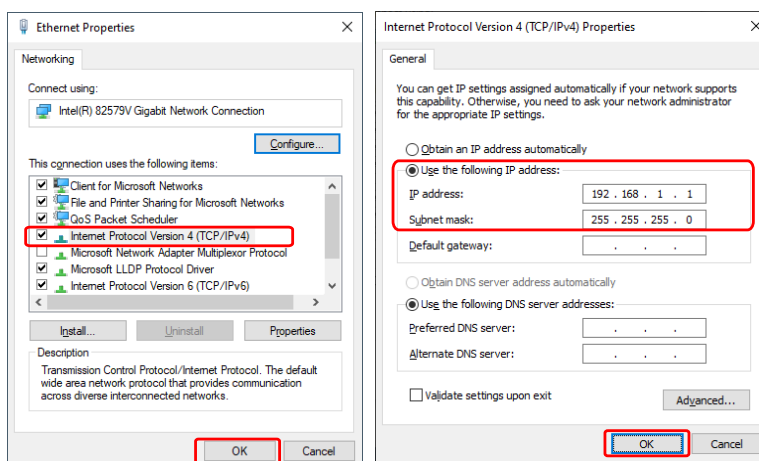 Ethernet Properties
Networking
Connect using:
Intel(R) 82579V Gigabit Network Connection
Configure...
This connection uses the following items:
Client for Microsoft Networks
File and Printer Sharing for Microsoft Networks
QoS Packet Scheduler
Internet Protocol Version 4 (TCP/IPv4)
Microsoft Network Adapter Multiplexor Protocol
Microsoft LLDP Protocol Driver
Internet Protocol Version 6 (TCP/IPv6)
Install...
Uninstall
Properties
Description
Transmission Control Protocol/Internet Protocol. The default
wide area network protocol that provides communication
across diverse interconnected networks.
OK
Cancel
Internet Protocol Version 4 (TCP/IPv4) Properties
General
You can get IP settings assigned automatically if your network supports
this capability. Otherwise, you need to ask your network administrator
for the appropriate IP settings.
Obtain an IP address automatically
Use the following IP address:
IP address: 192 . 168 . 1 . 1
Subnet mask: 255 . 255 . 255 . 0
Default gateway: . . .
Obtain DNS server address automatically
Use the following DNS server addresses:
Preferred DNS server: . . .
Alternate DNS server: . . .
Validate settings upon exit
Advanced...
OK
Cancel